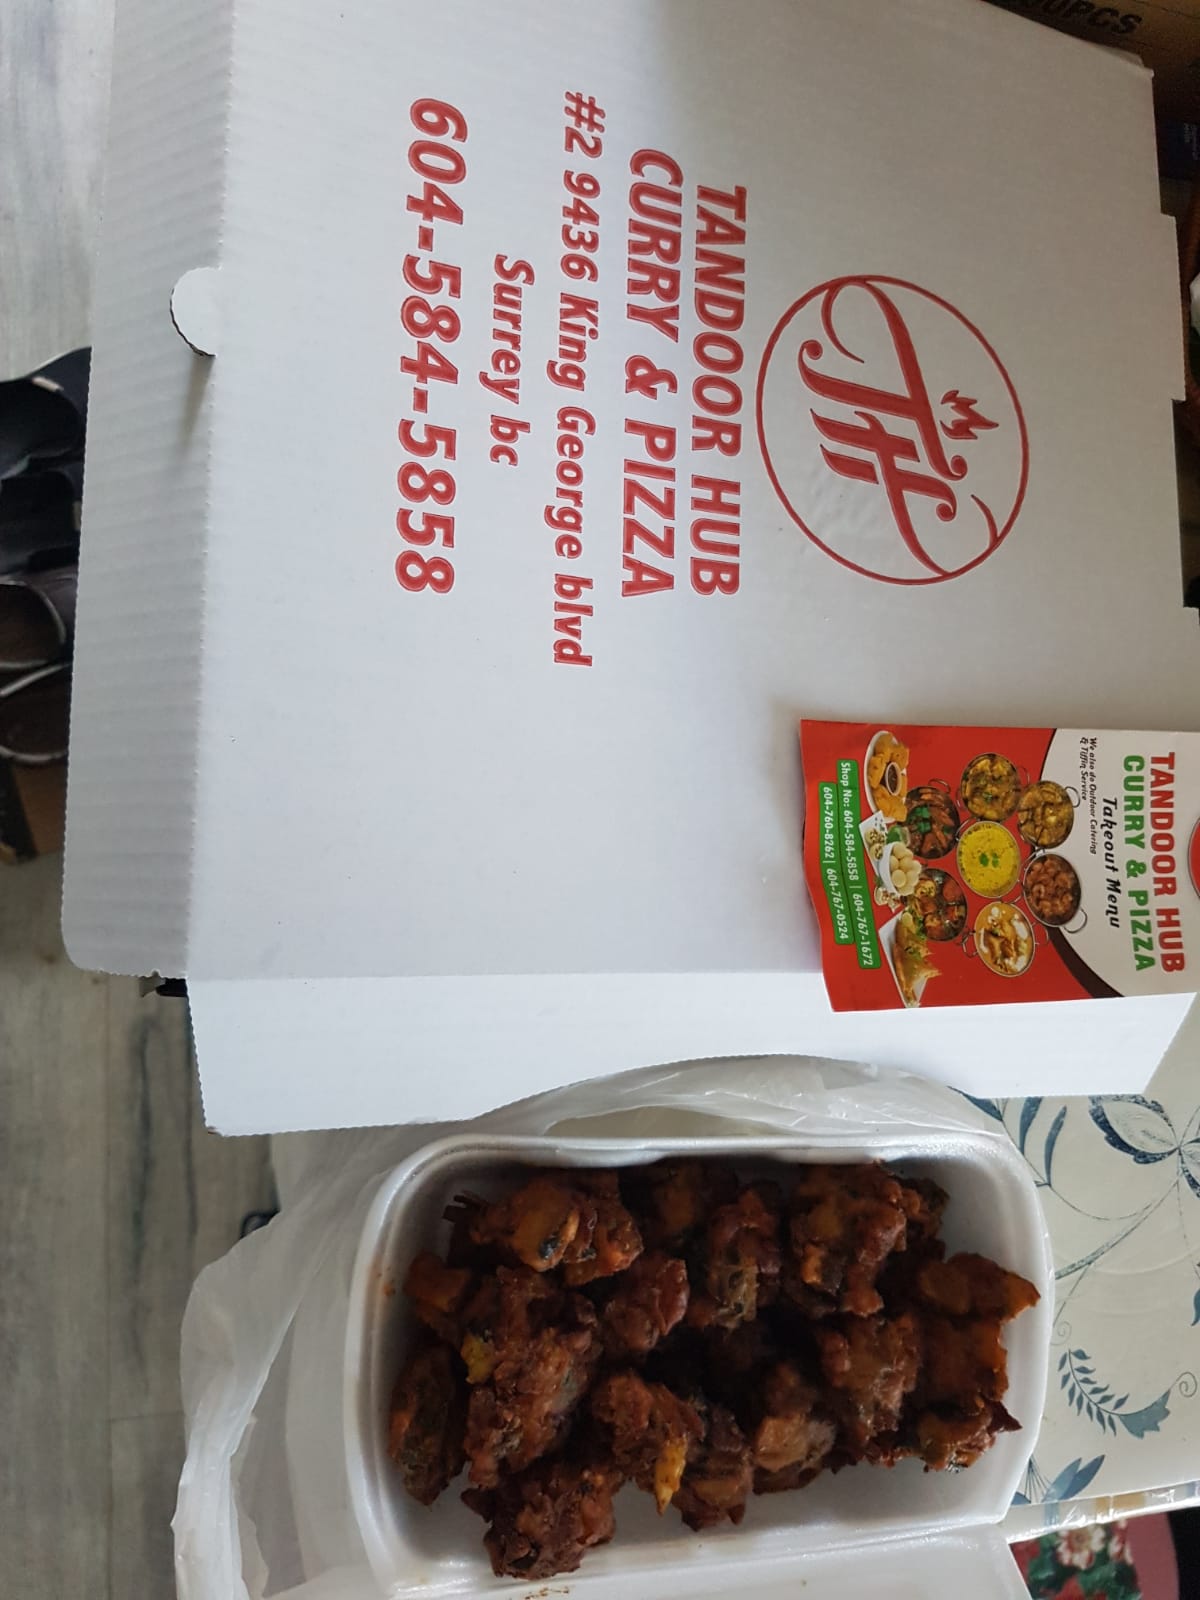 TH
TANDOOR HUB
CURRY & PIZZA
#2 9436 King George blvd
Surrey bc
604-584-5858
TANDOOR HUB
CURRY & PIZZA
Takeout Menu
We also do Outdoor Catering
& Tiffin Service
Shop No: 604-584-5858 | 604-767-1672
604-760-8262 | 604-767-0524
PCS